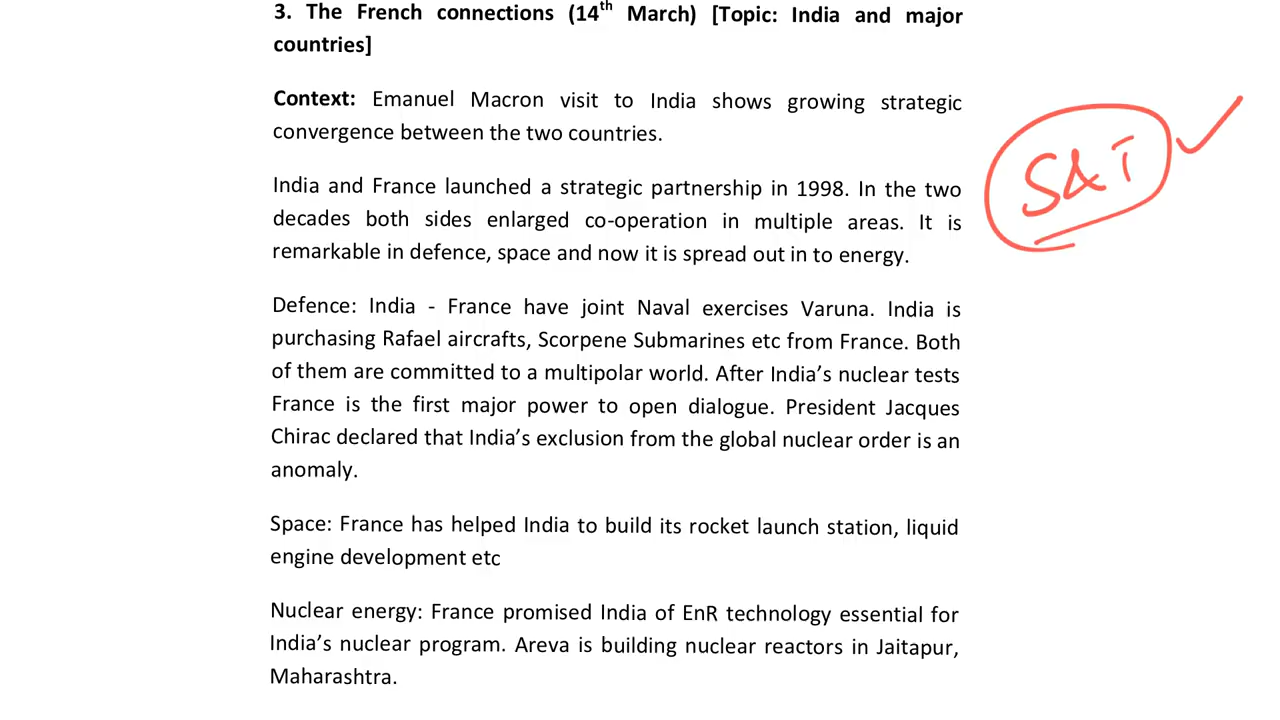 3. The French connections (14th March) [Topic: India and major
countries]
Context: Emanuel Macron visit to India shows growing strategic
convergence between the two countries.
S&T
India and France launched a strategic partnership in 1998. In the two
decades both sides enlarged co-operation in multiple areas. It is
remarkable in defence, space and now it is spread out in to energy.
Defence: India - France have joint Naval exercises Varuna. India is
purchasing Rafael aircrafts, Scorpene Submarines etc from France. Both
of them are committed to a multipolar world. After India’s nuclear tests
France is the first major power to open dialogue. President Jacques
Chirac declared that India’s exclusion from the global nuclear order is an
anomaly.
Space: France has helped India to build its rocket launch station, liquid
engine development etc
Nuclear energy: France promised India of EnR technology essential for
India’s nuclear program. Areva is building nuclear reactors in Jaitapur,
Maharashtra.